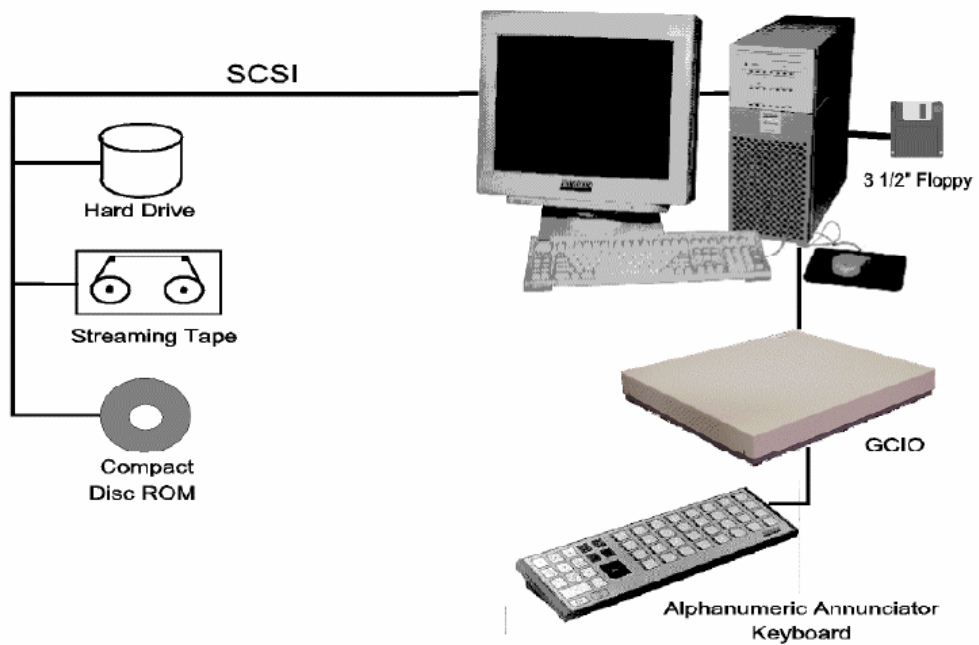 SCSI
Hard Drive
Streaming Tape
Compact
Disc ROM
3 1/2" Floppy
GCIO
Alphanumeric Annunciator
Keyboard